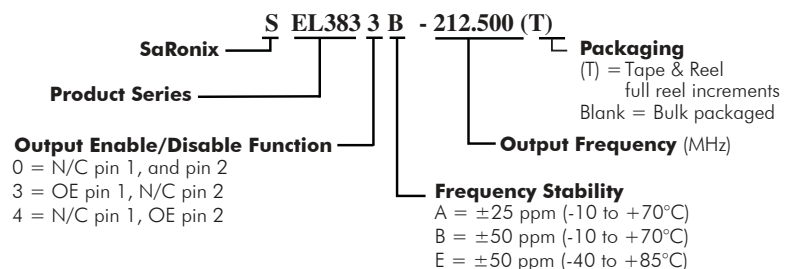 S EL383 3 B - 212.500 (T)
SaRonix
Packaging
(T) = Tape & Reel
full reel increments
Blank = Bulk packaged
Product Series
Output Enable/Disable Function
0 = N/C pin 1, and pin 2
3 = OE pin 1, N/C pin 2
4 = N/C pin 1, OE pin 2
Output Frequency (MHz)
Frequency Stability
A = ±25 ppm (-10 to +70°C)
B = ±50 ppm (-10 to +70°C)
E = ±50 ppm (-40 to +85°C)